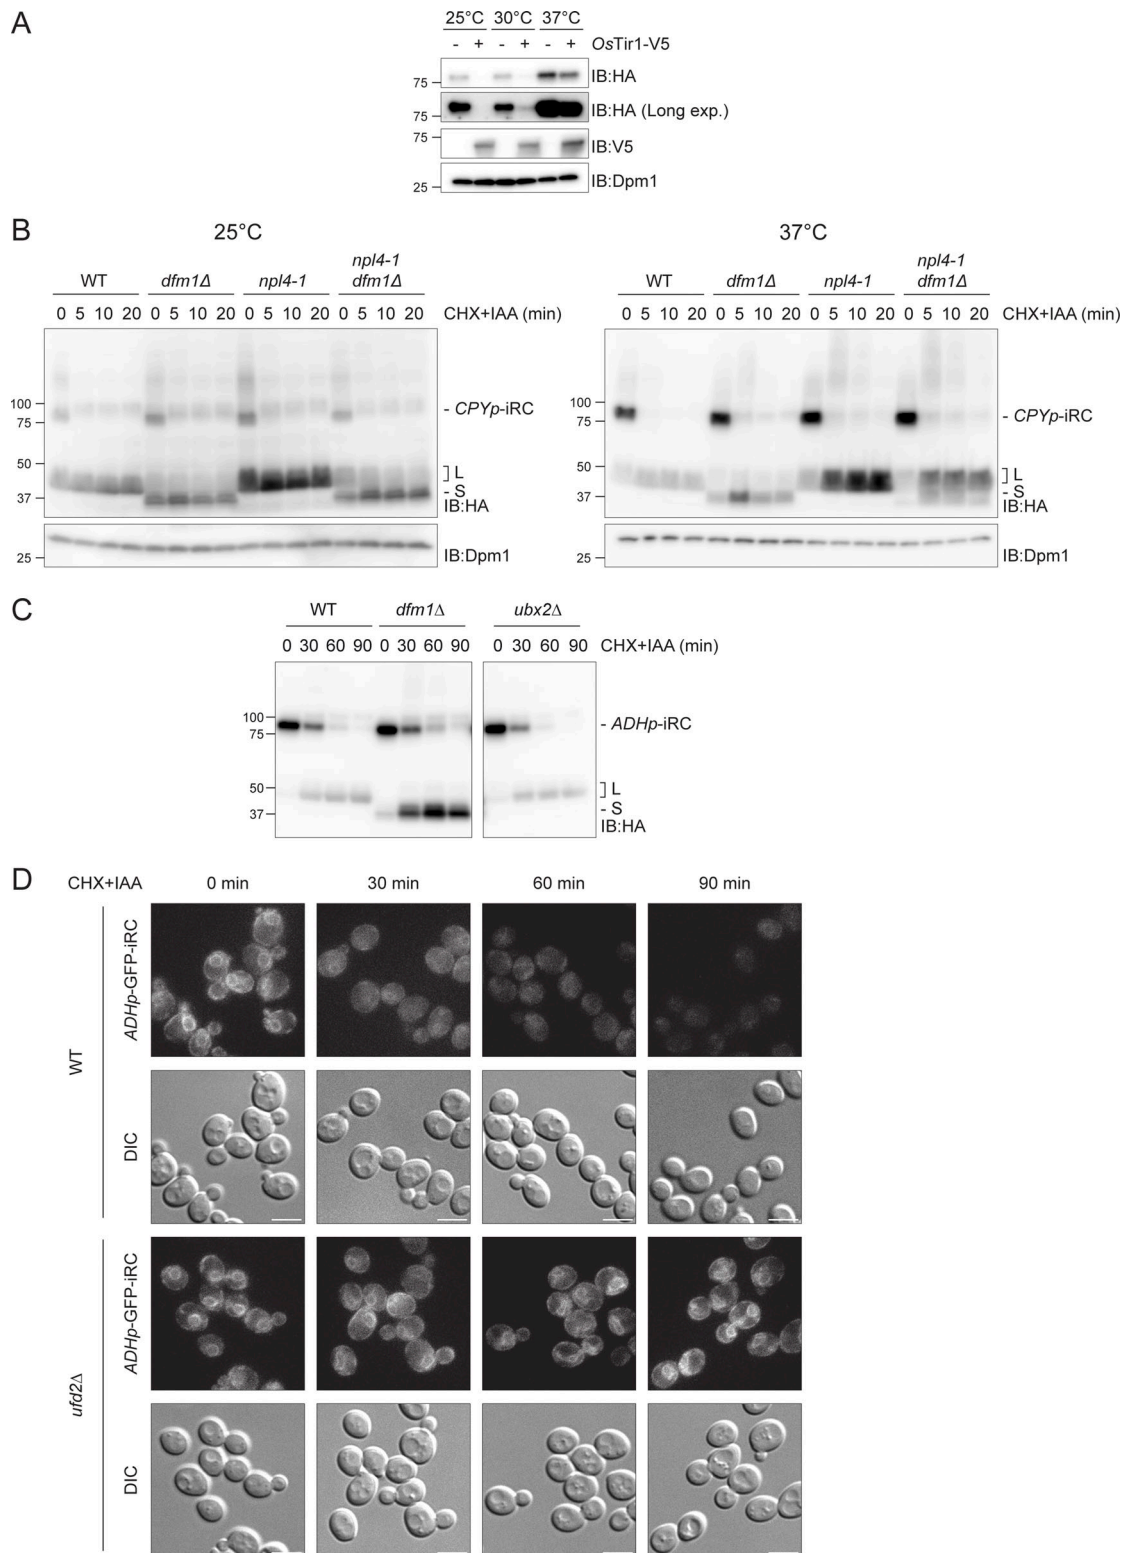 A
25°C 30°C 37°C
- + - + - + OsTir1-V5
75 IB:HA
75 IB:HA (Long exp.)
75 IB:V5
25 IB:Dpm1
B
25°C
WT dfm1Δ npl4-1 npl4-1 dfm1Δ
0 5 10 20 0 5 10 20 0 5 10 20 0 5 10 20 CHX+IAA (min)
100
75
- CPYp-iRC
50
37
L
- S
IB:HA
25
IB:Dpm1
37°C
WT dfm1Δ npl4-1 npl4-1 dfm1Δ
0 5 10 20 0 5 10 20 0 5 10 20 0 5 10 20 CHX+IAA (min)
100
75
- CPYp-iRC
50
37
L
- S
IB:HA
25
IB:Dpm1
C
WT dfm1Δ ubx2Δ
0 30 60 90 0 30 60 90 0 30 60 90 CHX+IAA (min)
100
75
- ADHp-iRC
50
37
L
- S
IB:HA
D
CHX+IAA 0 min 30 min 60 min 90 min
WT
ADHp-GFP-iRC
DIC
ufd2Δ
ADHp-GFP-iRC
DIC